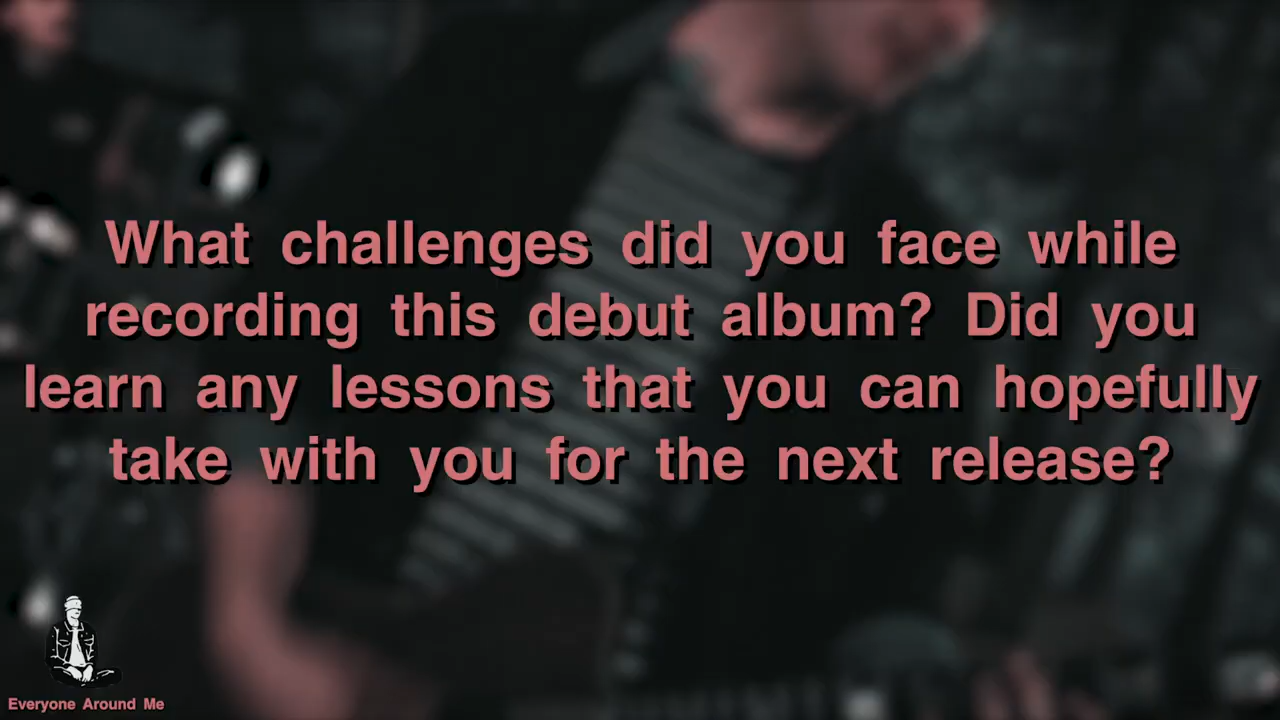 What challenges did you face while
recording this debut album? Did you
learn any lessons that you can hopefully
take with you for the next release?
Everyone Around Me